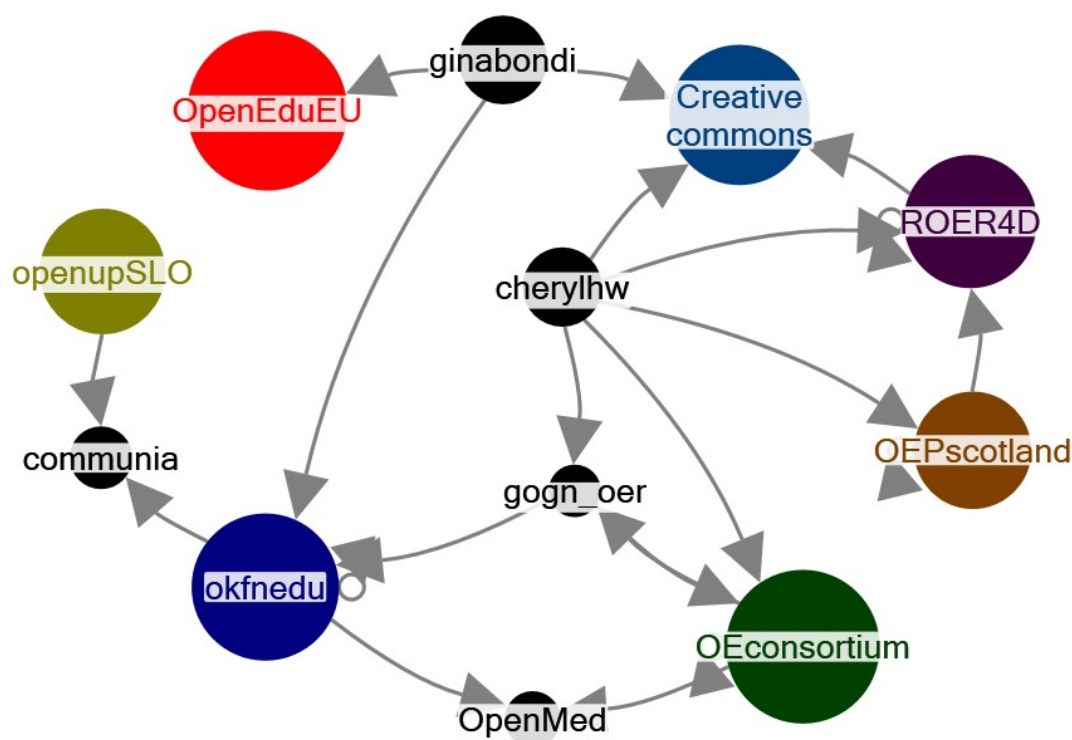 ginabondi
OpenEduEU
Creative
commons
ROER4D
openupSLO
cherylhw
communia
OEPscotland
gogn_oer
okfnedu
OEconsortium
OpenMed